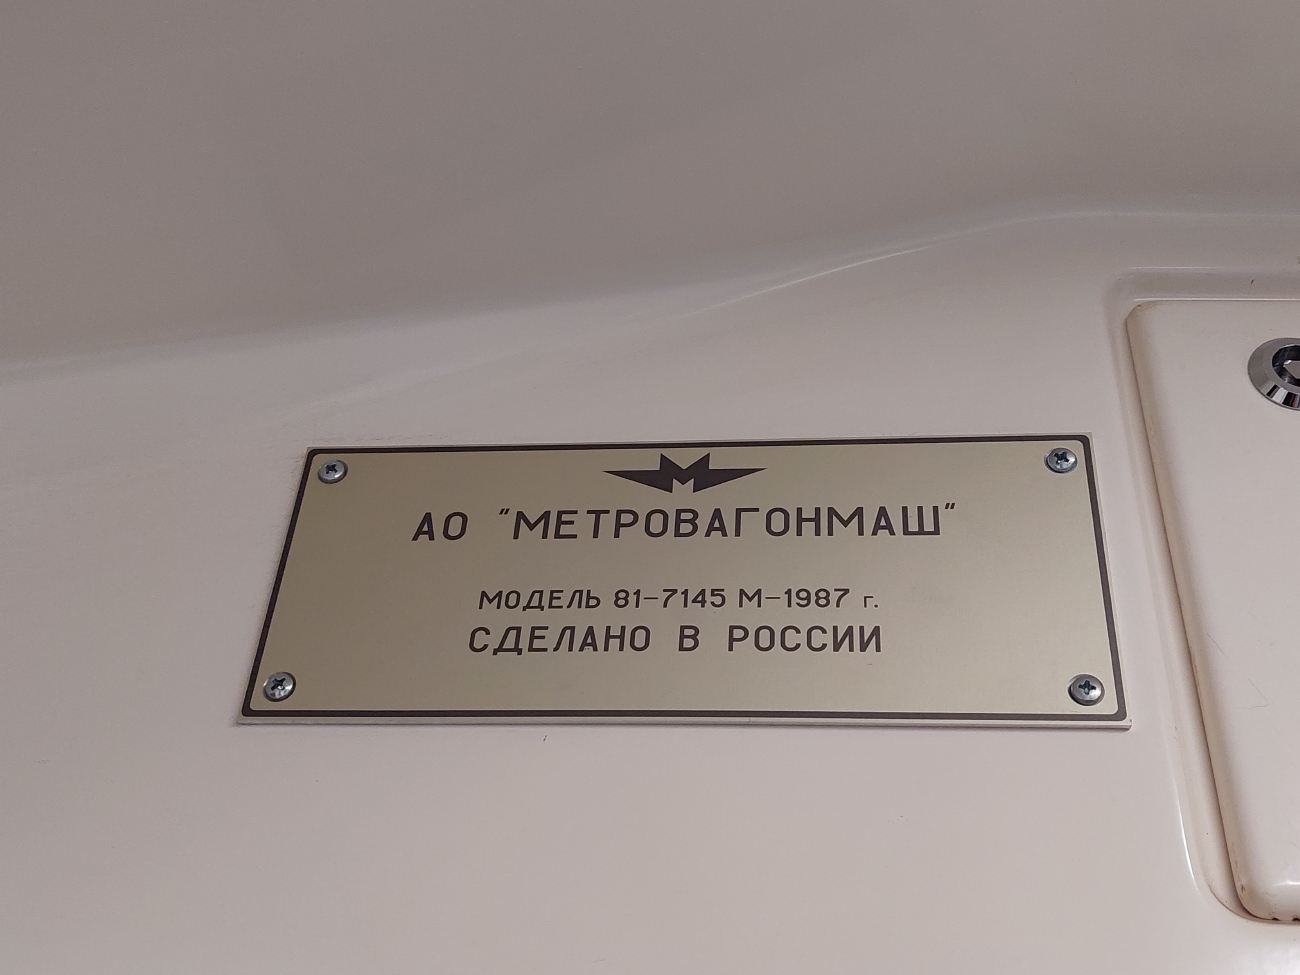 АО "МЕТРОВАГОНМАШ"
МОДЕЛЬ 81-7145 М-1987 г.
СДЕЛАНО В РОССИИ